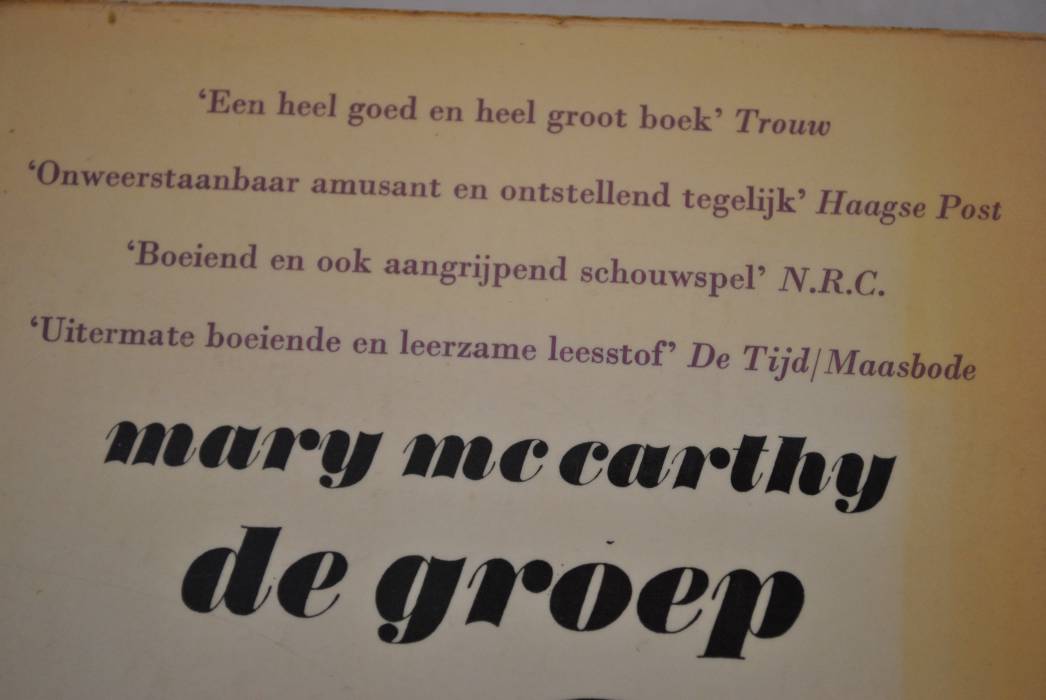 ‘Een heel goed en heel groot boek’ Trouw
‘Onweerstaanbaar amusant en ontstellend tegelijk’ Haagse Post
‘Boeiend en ook aangrijpend schouwspel’ N.R.C.
‘Uitermate boeiende en leerzame leesstof’ De Tijd/Maasbode
mary mc carthy
de groep